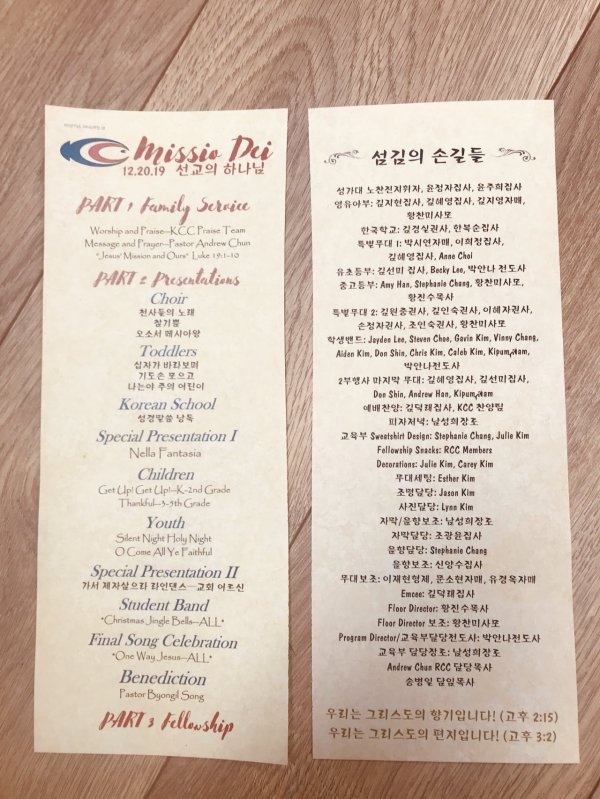 Missio Dei
12.20.19 선교의 하나님
PART 1 Family Service
Worship and Praise—KCC Praise Team
Message and Prayer—Pastor Andrew Chun
"Jesus' Mission and Ours" Luke 19:1-10
PART 2 Presentations
Choir
천사들의 노래
참기쁨
오소서 메시아왕
Toddlers
십자가 바라보며
기도손 모으고
나는야 주의 어린이
Korean School
성경말씀 낭독
Special Presentation I
Nella Fantasia
Children
Get Up! Get Up!—K-2nd Grade
Thankful—3-5th Grade
Youth
Silent Night Holy Night
O Come All Ye Faithful
Special Presentation II
가서 제자삼으라 라인댄스—교회 어르신
Student Band
*Christmas Jingle Bells—ALL*
Final Song Celebration
*One Way Jesus—ALL*
Benediction
Pastor Byongil Song
PART 3 Fellowship
섬김의 손길들
성가대 노찬전지휘자, 윤정자집사, 윤주희집사
영유아부: 김지현집사, 김혜영집사, 김지영자매,
황찬미사모
한국학교: 김경실권사, 한복순집사
특별무대 1: 박시연자매, 이희정집사,
김혜영집사, Anne Choi
유초등부: 김선미 집사, Becky Lee, 박안나 전도사
중고등부: Amy Han, Stephanie Chang, 황찬미사모,
황진수목사
특별무대 2: 김원중권사, 김인숙권사, 이혜자권사,
손정자권사, 조인숙권사, 황찬미사모
학생밴드: Jayden Lee, Steven Choe, Gavin Kim, Vinny Chang,
Aiden Kim, Don Shin, Chris Kim, Caleb Kim, Kipum
박안나전도사
2부행사 마지막 무대: 김혜영집사, 김선미집사,
Don Shin, Andrew Han, Kipum
예배찬양: 김덕래집사, KCC 찬양팀
피자저녁: 남성희장로
교육부 Sweatshirt Design: Stephanie Chang, Julie Kim
Fellowship Snacks: RCC Members
Decorations: Julie Kim, Carey Kim
무대세팅: Esther Kim
조명담당: Jason Kim
사진담당: Lynn Kim
자막/음향보조: 남성희장로
자막담당: 조광윤집사
음향담당: Stephanie Chang
음향보조: 신양수집사
무대보조: 이재현형제, 문소현자매, 유경옥자매
Emcee: 김덕래집사
Floor Director: 황진수목사
Floor Director 보조: 황찬미사모
Program Director/교육부담당전도사: 박안나전도사
교육부 담당장로: 남성희장로
Andrew Chun RCC 담당목사
송병일 담임목사
우리는 그리스도의 향기입니다! (고후 2:15)
우리는 그리스도의 편지입니다! (고후 3:2)